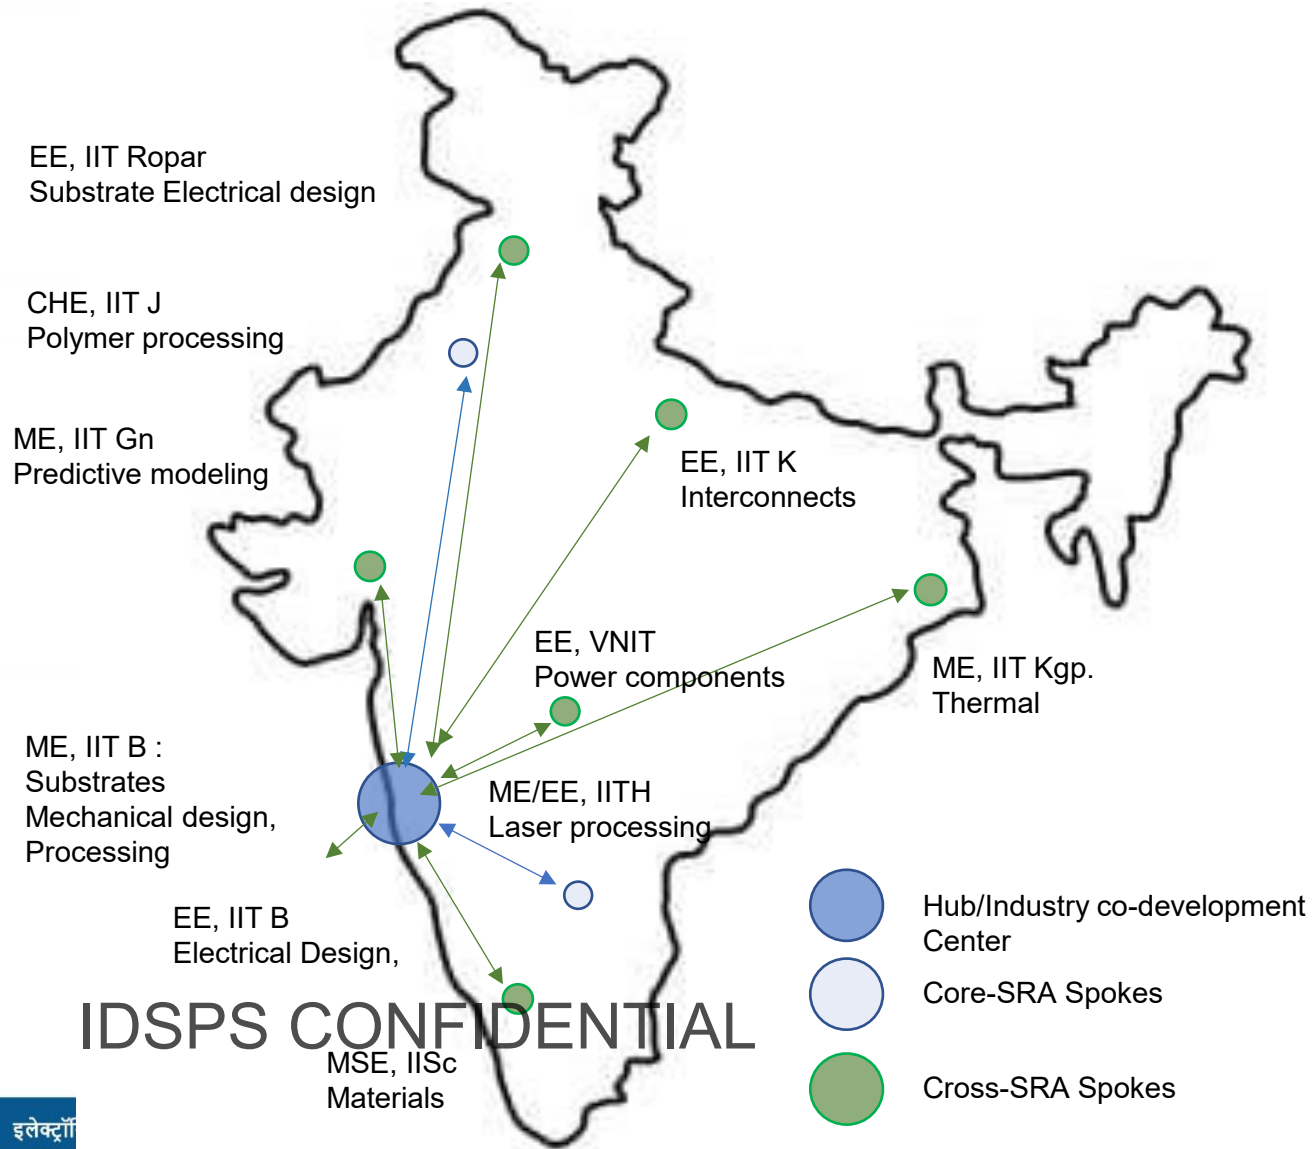 EE, IIT Ropar
Substrate Electrical design
CHE, IIT J
Polymer processing
ME, IIT Gn
Predictive modeling
EE, IIT K
Interconnects
EE, VNIT
Power components
ME, IIT Kgp.
Thermal
ME, IIT B :
Substrates
Mechanical design,
Processing
ME/EE, IITH
Laser processing
EE, IIT B
Electrical Design,
Hub/Industry co-development
Center
Core-SRA Spokes
Cross-SRA Spokes
IDSPS CONFIDENTIAL
MSE, IISc
Materials